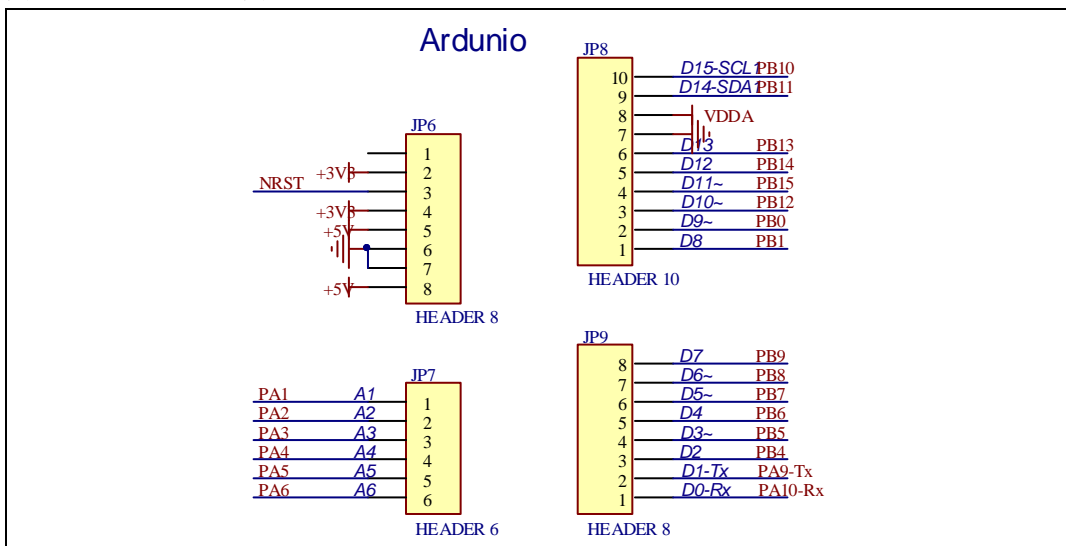 Ardunio
JP6
1
+3V3 2
NRST 3
+3V3 4
+5V 5
6
7
+5V 8
HEADER 8
JP8
10 D15-SCL1 PB10
9 D14-SDA1 PB11
8 VDDA
7
6 D13 PB13
5 D12 PB14
4 D11~ PB15
3 D10~ PB12
2 D9~ PB0
1 D8 PB1
HEADER 10
JP7
PA1 A1 1
PA2 A2 2
PA3 A3 3
PA4 A4 4
PA5 A5 5
PA6 A6 6
HEADER 6
JP9
8 D7 PB9
7 D6~ PB8
6 D5~ PB7
5 D4 PB6
4 D3~ PB5
3 D2 PB4
2 D1-Tx PA9-Tx
1 D0-Rx PA10-Rx
HEADER 8